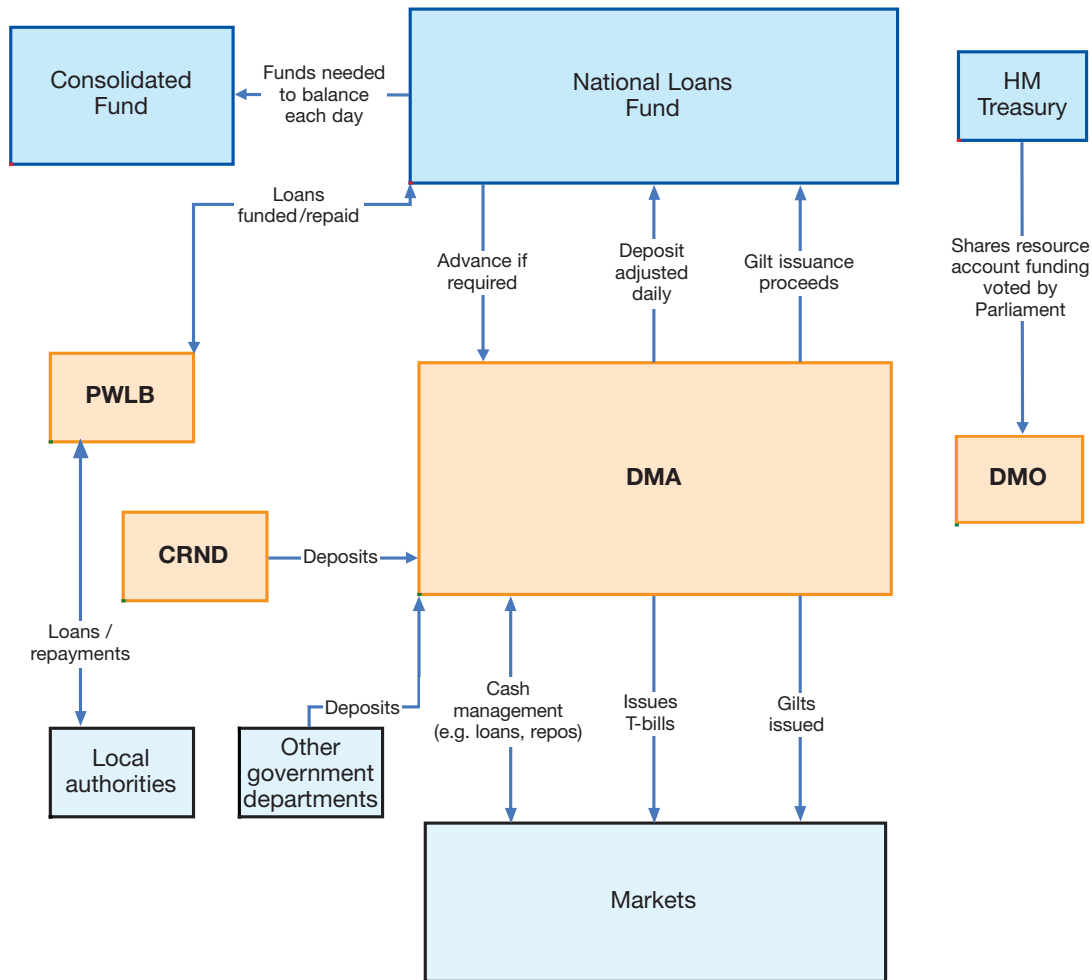 Consolidated
Fund
Funds needed
to balance
each day
National Loans
Fund
HM
Treasury
Loans
funded/repaid
Advance if
required
Deposit
adjusted
daily
Gilt issuance
proceeds
Shares resource
account funding
voted by
Parliament
PWLB
DMA
DMO
CRND
Deposits
Loans /
repayments
Deposits
Cash
management
(e.g. loans, repos)
Issues
T-bills
Gilts
issued
Local
authorities
Other
government
departments
Markets